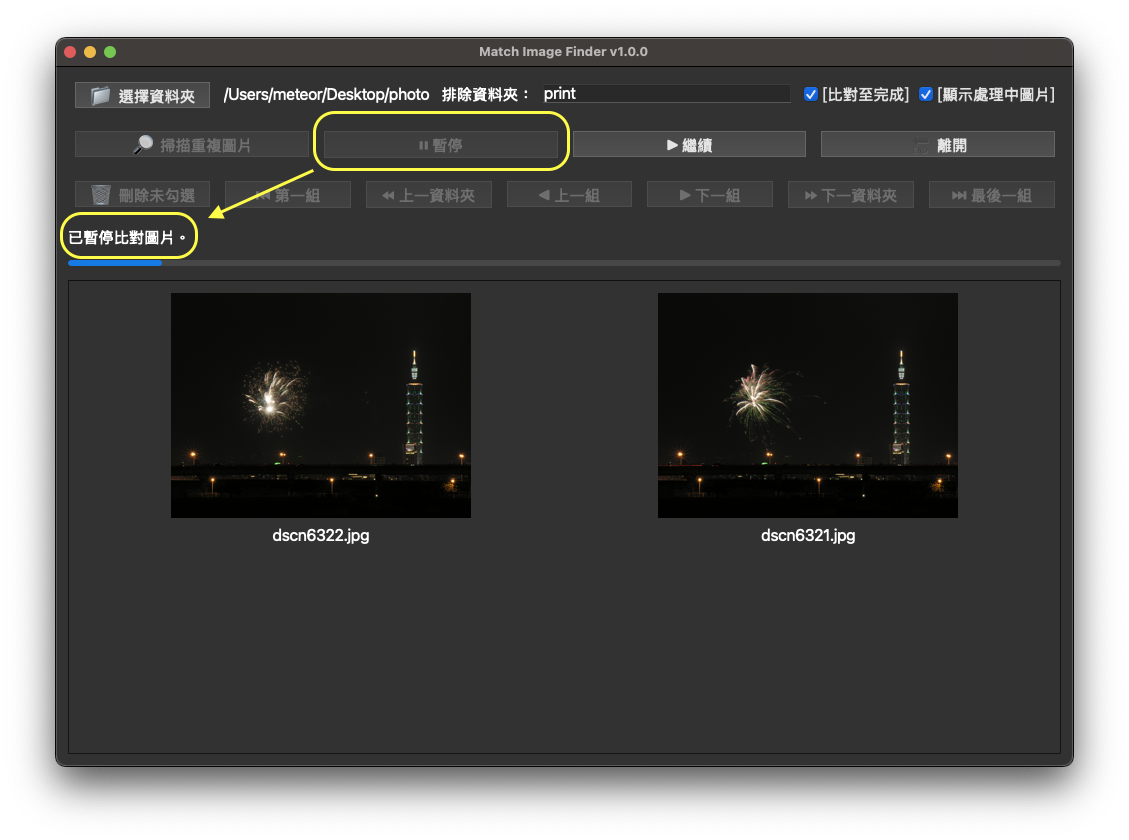 Match Image Finder v1.0.0
選擇資料夾 /Users/meteor/Desktop/photo 排除資料夾： print [比對至完成] [顯示處理中圖片]
掃描重複圖片 暫停 繼續 離開
刪除未勾選 第一組 上一資料夾 上一組 下一組 下一資料夾 最後一組
已暫停比對圖片。
dscn6322.jpg dscn6321.jpg